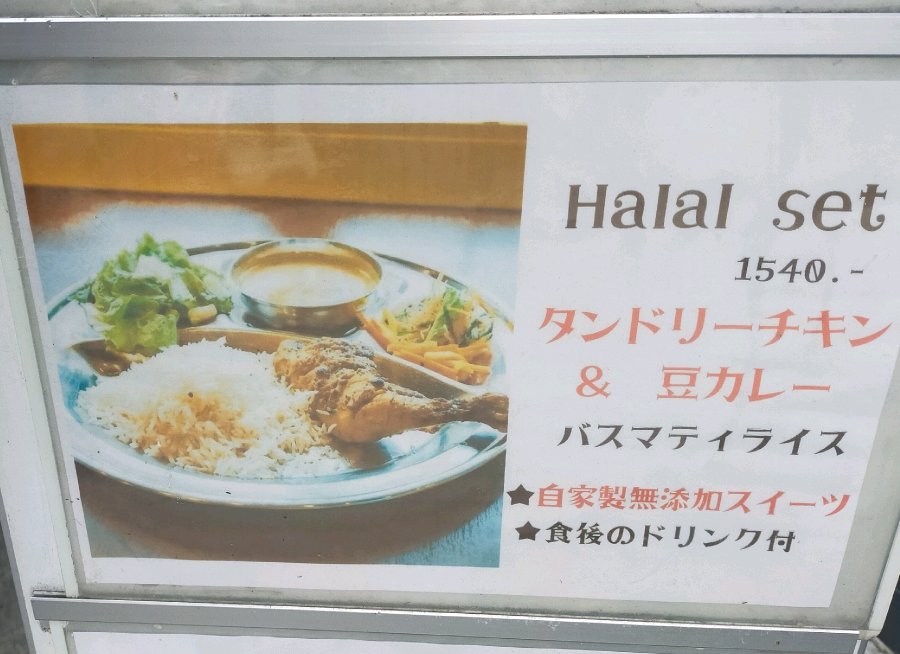 Halal set
1540.-
タンドリーチキン
& 豆カレー
バスマティライス
★自家製無添加スイーツ
★食後のドリンク付